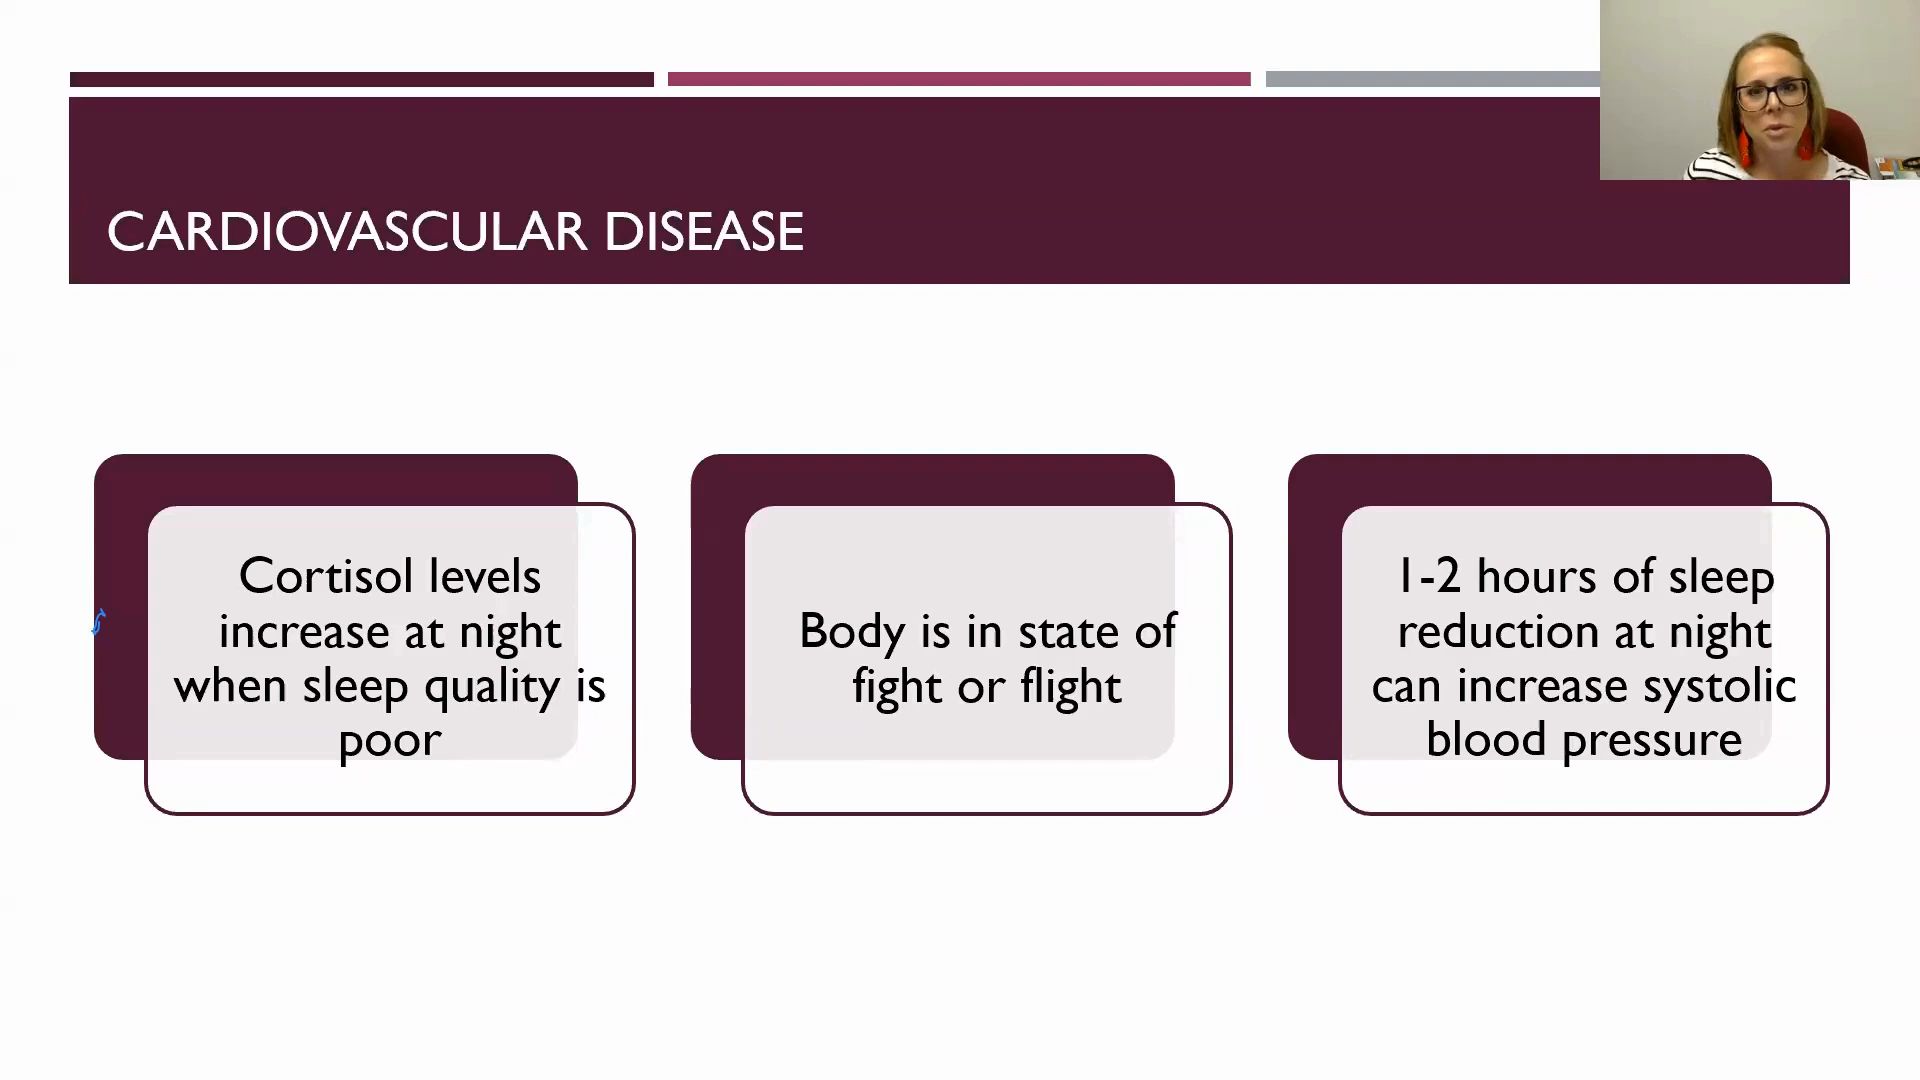 CARDIOVASCULAR DISEASE
Cortisol levels
increase at night
when sleep quality is
poor
Body is in state of
fight or flight
1-2 hours of sleep
reduction at night
can increase systolic
blood pressure